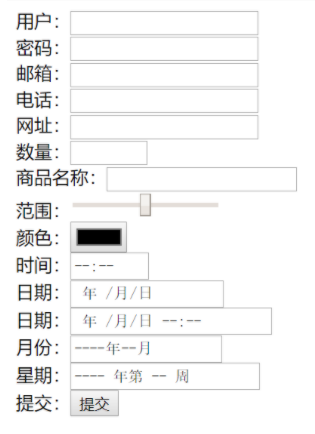 用户：
密码：
邮箱：
电话：
网址：
数量：
商品名称：
范围：
颜色：
时间： --:--
日期： 年 /月/日
日期： 年 /月/日 --:--
月份： ----年--月
星期： ---- 年第 -- 周
提交： 提交